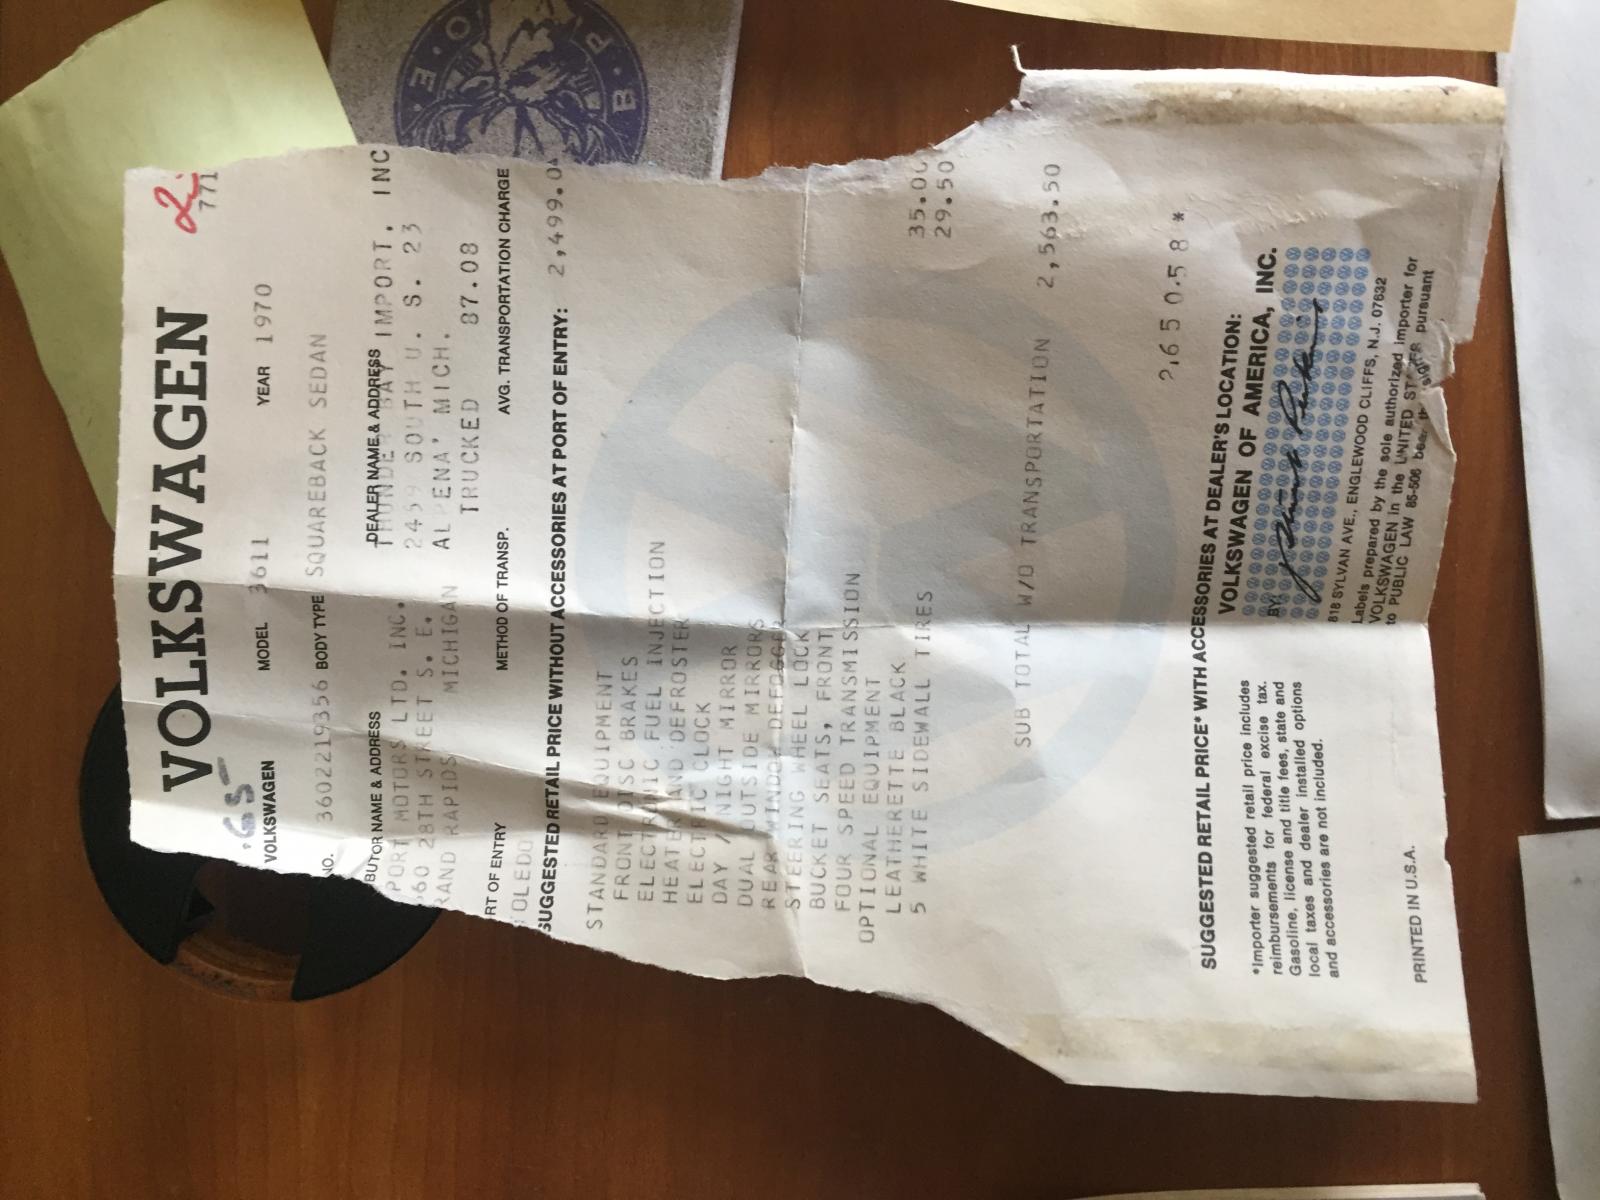 B.P.O.E.
VOLKSWAGEN
771
VOLKSWAGEN MODEL 3611 YEAR 1970
NO. 3602219356 BODY TYPE SQUAREBACK SEDAN
BUTOR NAME & ADDRESS DEALER NAME & ADDRESS
PORT MOTORS LTD. INC. THUNDER BAY IMPORT, INC
960 28TH STREET S. E. 2459 SOUTH U. S. 23
RAND RAPIDS MICHIGAN ALPENA' MICH.
TRUCKED 87.08
RT OF ENTRY METHOD OF TRANSP. AVG. TRANSPORTATION CHARGE
OLEDO
SUGGESTED RETAIL PRICE WITHOUT ACCESSORIES AT PORT OF ENTRY: 2,499.0
STANDARD EQUIPMENT
FRONT DISC BRAKES
ELECTRONIC FUEL INJECTION
HEATER AND DEFROSTER
ELECTRIC CLOCK
DAY / NIGHT MIRROR
DUAL OUTSIDE MIRRORS
REAR WINDOW DEFOGGER
STEERING WHEEL LOCK
BUCKET SEATS, FRONT
FOUR SPEED TRANSMISSION
OPTIONAL EQUIPMENT
LEATHERETTE BLACK 35.00
5 WHITE SIDEWALL TIRES 29.50
SUB TOTAL W/O TRANSPORTATION 2,563.50
2,650.58*
SUGGESTED RETAIL PRICE* WITH ACCESSORIES AT DEALER'S LOCATION:
*Importer suggested retail price includes
reimbursements for federal excise tax.
Gasoline, license and title fees, state and
local taxes and dealer installed options
and accessories are not included.
PRINTED IN U.S.A.
VOLKSWAGEN OF AMERICA, INC.
BY:
818 SYLVAN AVE., ENGLEWOOD CLIFFS, N.J. 07632
Labels prepared by the sole authorized importer for
VOLKSWAGEN in the UNITED STATES pursuant
to PUBLIC LAW 85-506